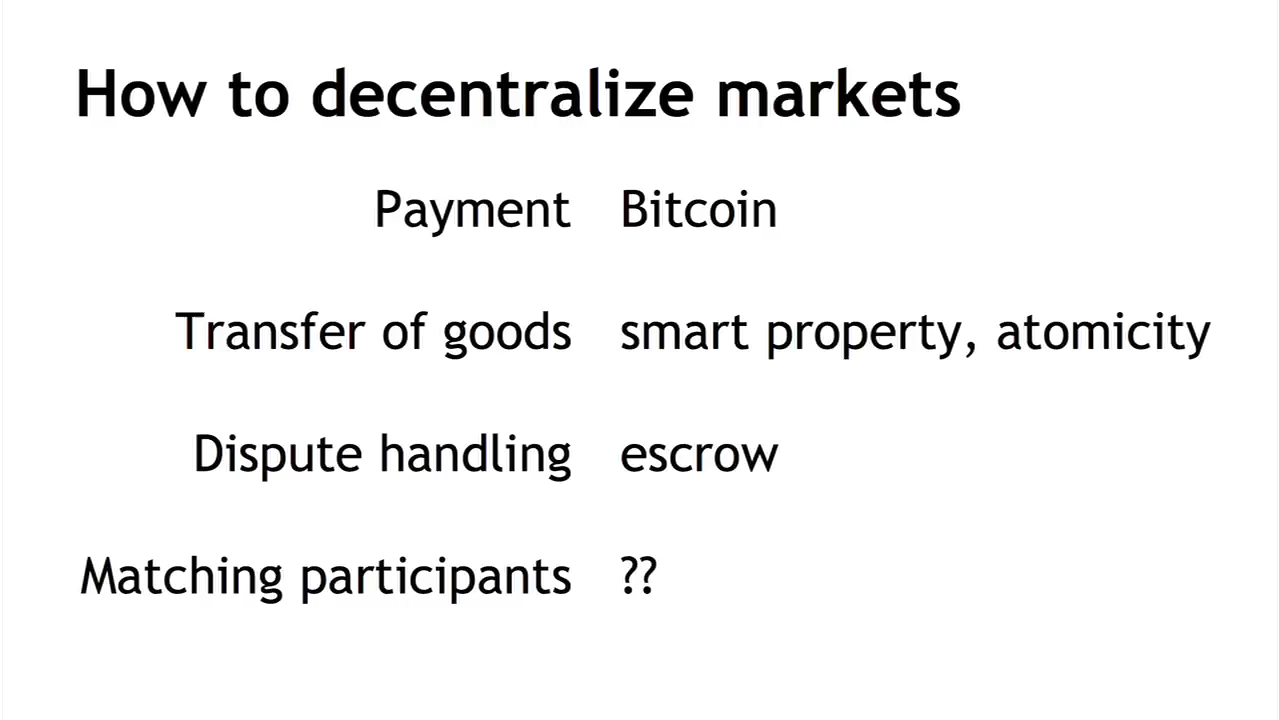 How to decentralize markets
Payment Bitcoin
Transfer of goods smart property, atomicity
Dispute handling escrow
Matching participants ??